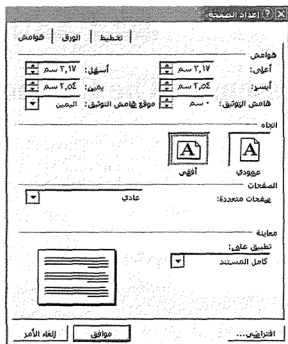 إعداد الصفحة
هوامش الورق تخطيط
هوامش
أعلى: ٣,١٧ سم أسفل: ٣,١٧ سم
أيسر: ٢,٥٤ سم يمين: ٢,٥٤ سم
هامش التوثيق: ٠ سم موقع هامش التوثيق: اليمين
اتجاه
عمودي أفقي
الصفحات
صفحات متعددة: عادي
معاينة
تطبيق على:
كامل المستند
افتراضي... موافق إلغاء الأمر